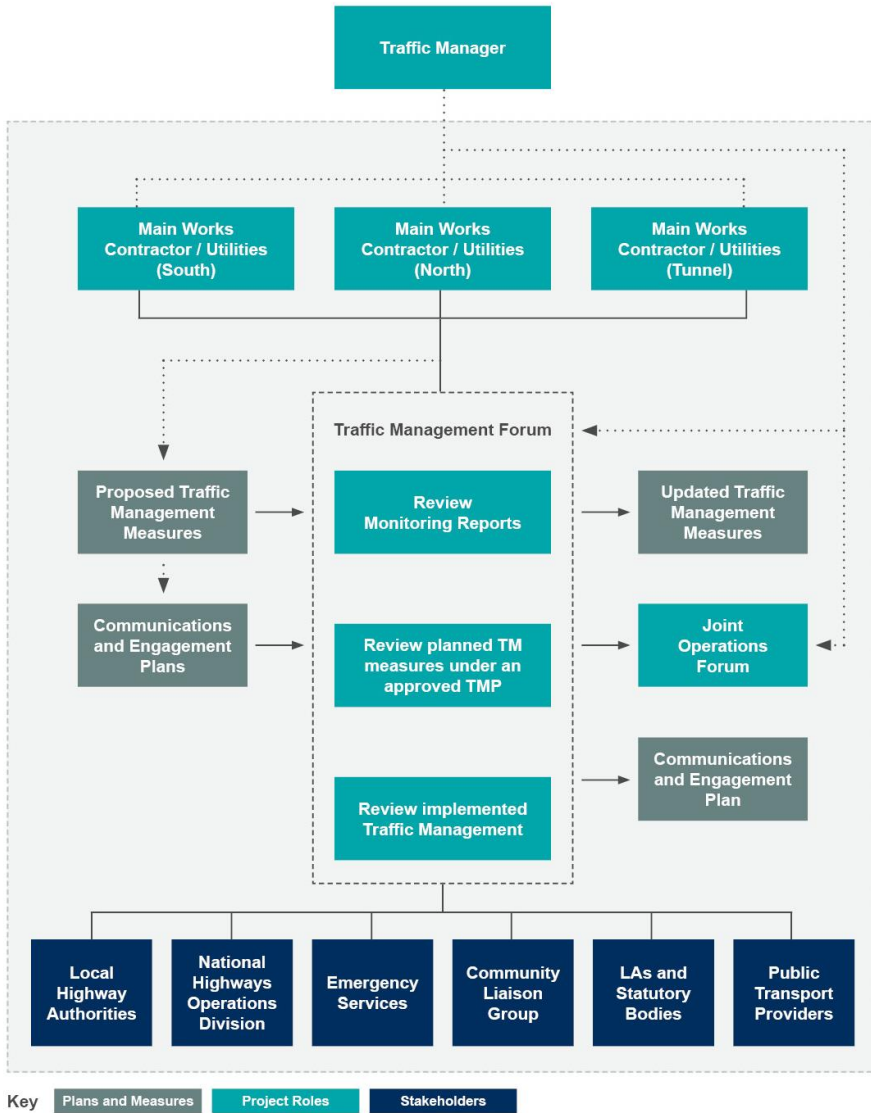 Traffic Manager
Main Works
Contractor / Utilities
(South)
Main Works
Contractor / Utilities
(North)
Main Works
Contractor / Utilities
(Tunnel)
Traffic Management Forum
Proposed Traffic
Management
Measures
Review
Monitoring Reports
Updated Traffic
Management
Measures
Communications
and Engagement
Plans
Review planned TM
measures under an
approved TMP
Joint
Operations
Forum
Review implemented
Traffic Management
Communications
and Engagement
Plan
Local
Highway
Authorities
National
Highways
Operations
Division
Emergency
Services
Community
Liaison
Group
LAs and
Statutory
Bodies
Public
Transport
Providers
Key
Plans and Measures
Project Roles
Stakeholders